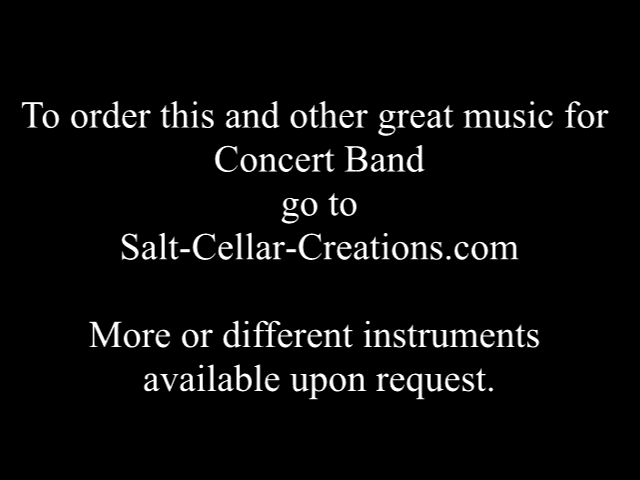 To order this and other great music for
Concert Band
go to
Salt-Cellar-Creations.com
More or different instruments
available upon request.